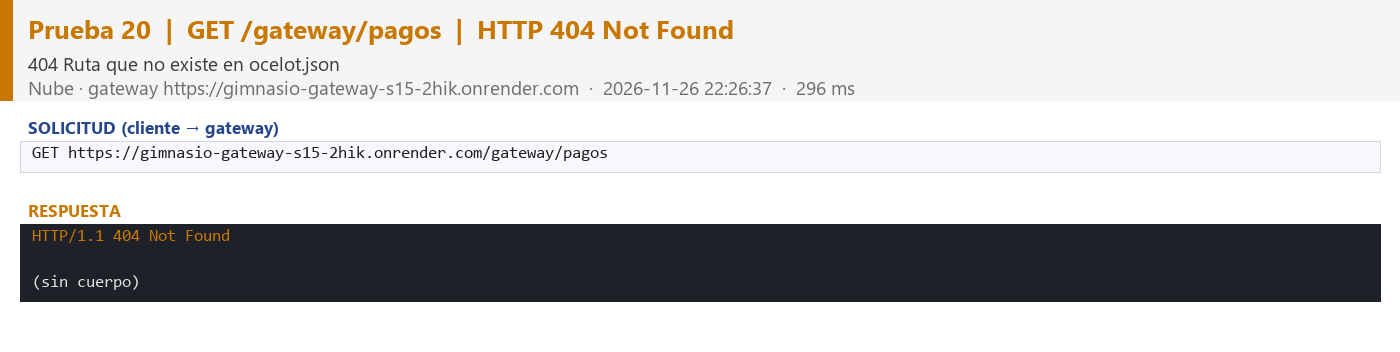 Prueba 20 | GET /gateway/pagos | HTTP 404 Not Found
404 Ruta que no existe en ocelot.json
Nube · gateway https://gimnasio-gateway-s15-2hik.onrender.com · 2026-11-26 22:26:37 · 296 ms
SOLICITUD (cliente → gateway)
GET https://gimnasio-gateway-s15-2hik.onrender.com/gateway/pagos
RESPUESTA
HTTP/1.1 404 Not Found
(sin cuerpo)